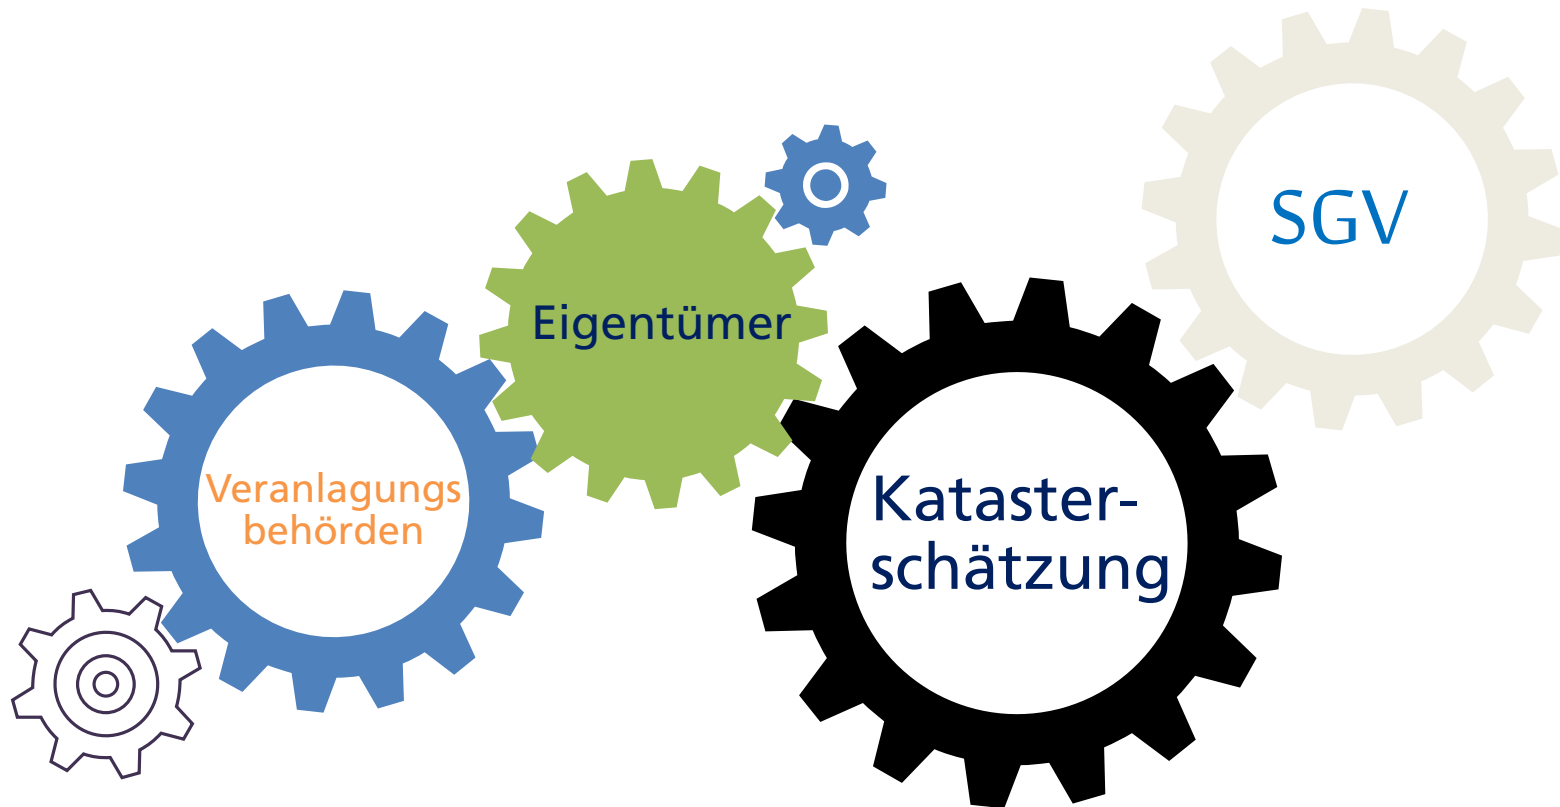 SGV
Eigentümer
Veranlagungs
behörden
Kataster-
schätzung